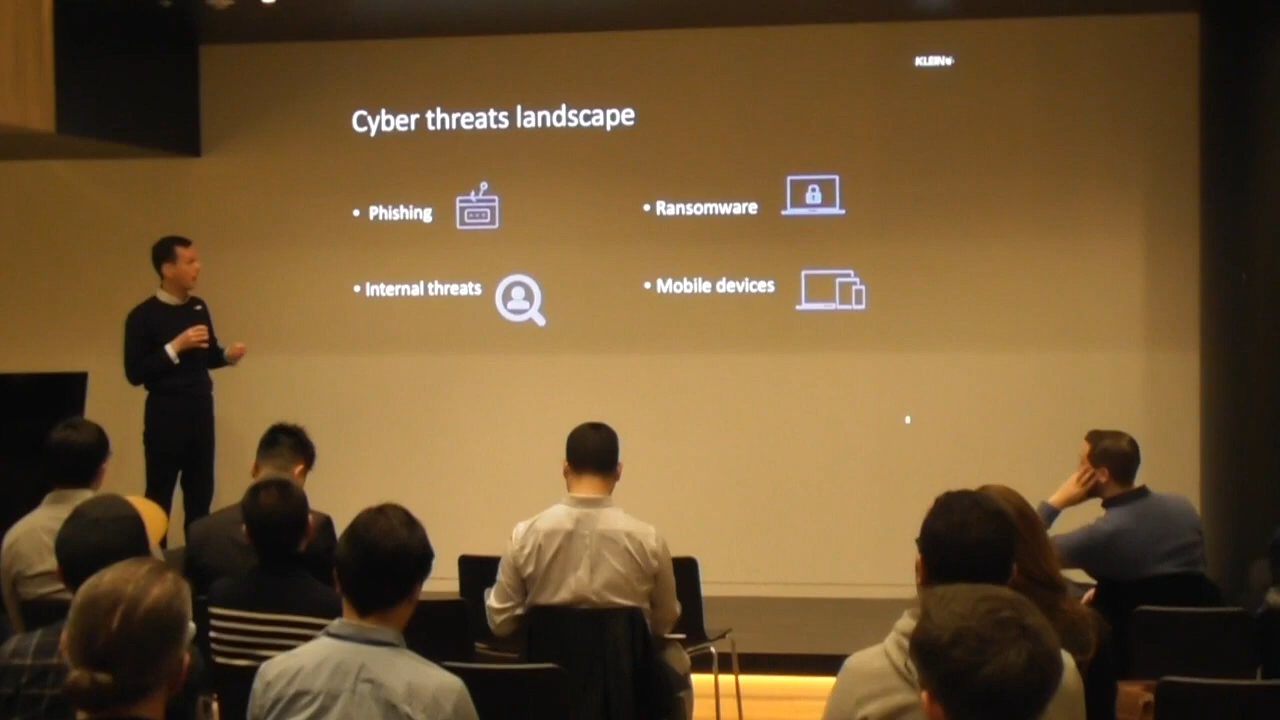 KLEIN
Cyber threats landscape
• Phishing
• Ransomware
• Internal threats
• Mobile devices